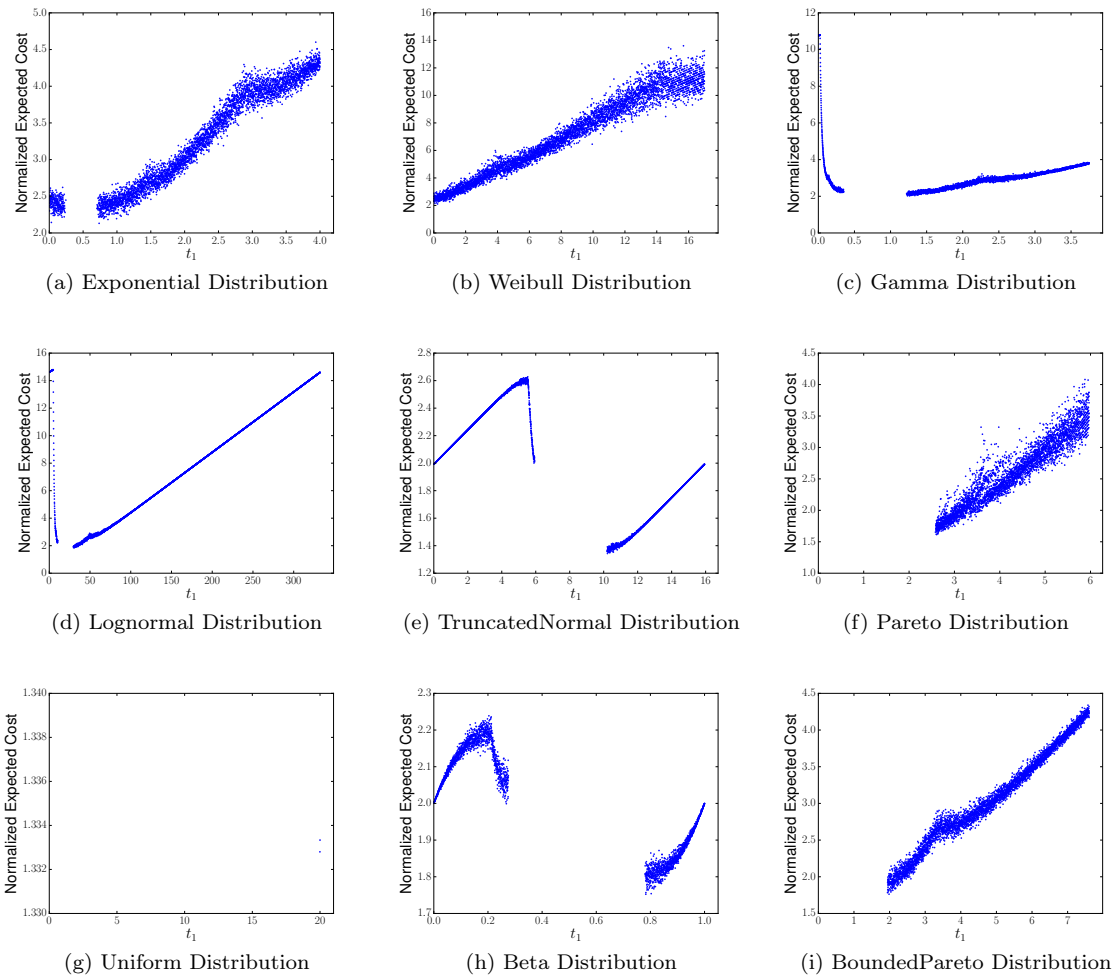 Normalized Expected Cost
5.0
4.5
4.0
3.5
3.0
2.5
2.0
0.0 0.5 1.0 1.5 2.0 2.5 3.0 3.5 4.0
t1
(a) Exponential Distribution
Normalized Expected Cost
16
14
12
10
8
6
4
2
0
0 2 4 6 8 10 12 14 16
t1
(b) Weibull Distribution
Normalized Expected Cost
12
10
8
6
4
2
0
0.0 0.5 1.0 1.5 2.0 2.5 3.0 3.5
t1
(c) Gamma Distribution
Normalized Expected Cost
16
14
12
10
8
6
4
2
0
0 50 100 150 200 250 300
t1
(d) Lognormal Distribution
Normalized Expected Cost
2.8
2.6
2.4
2.2
2.0
1.8
1.6
1.4
1.2
0 2 4 6 8 10 12 14 16
t1
(e) TruncatedNormal Distribution
Normalized Expected Cost
4.5
4.0
3.5
3.0
2.5
2.0
1.5
1.0
0 1 2 3 4 5 6
t1
(f) Pareto Distribution
Normalized Expected Cost
1.340
1.338
1.336
1.334
1.332
1.330
0 5 10 15 20
t1
(g) Uniform Distribution
Normalized Expected Cost
2.3
2.2
2.1
2.0
1.9
1.8
1.7
0.0 0.2 0.4 0.6 0.8 1.0
t1
(h) Beta Distribution
Normalized Expected Cost
4.5
4.0
3.5
3.0
2.5
2.0
1.5
0 1 2 3 4 5 6 7
t1
(i) BoundedPareto Distribution